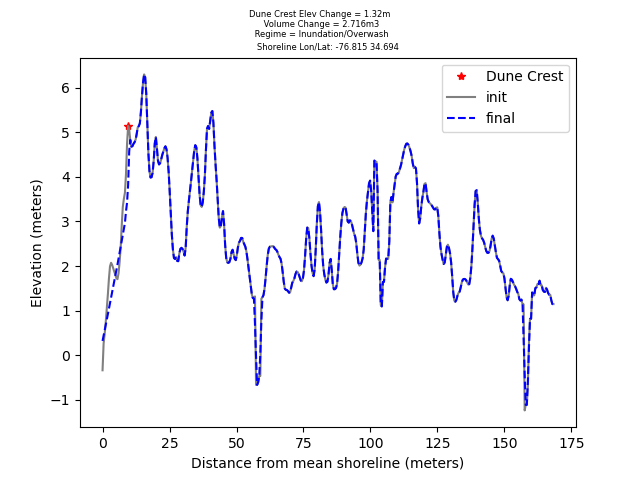 Dune Crest Elev Change = 1.32m
Volume Change = 2.716m3
Regime = Inundation/Overwash
Shoreline Lon/Lat: -76.815 34.694
Dune Crest
init
final
Elevation (meters)
6
5
4
3
2
1
0
−1
0 25 50 75 100 125 150 175
Distance from mean shoreline (meters)